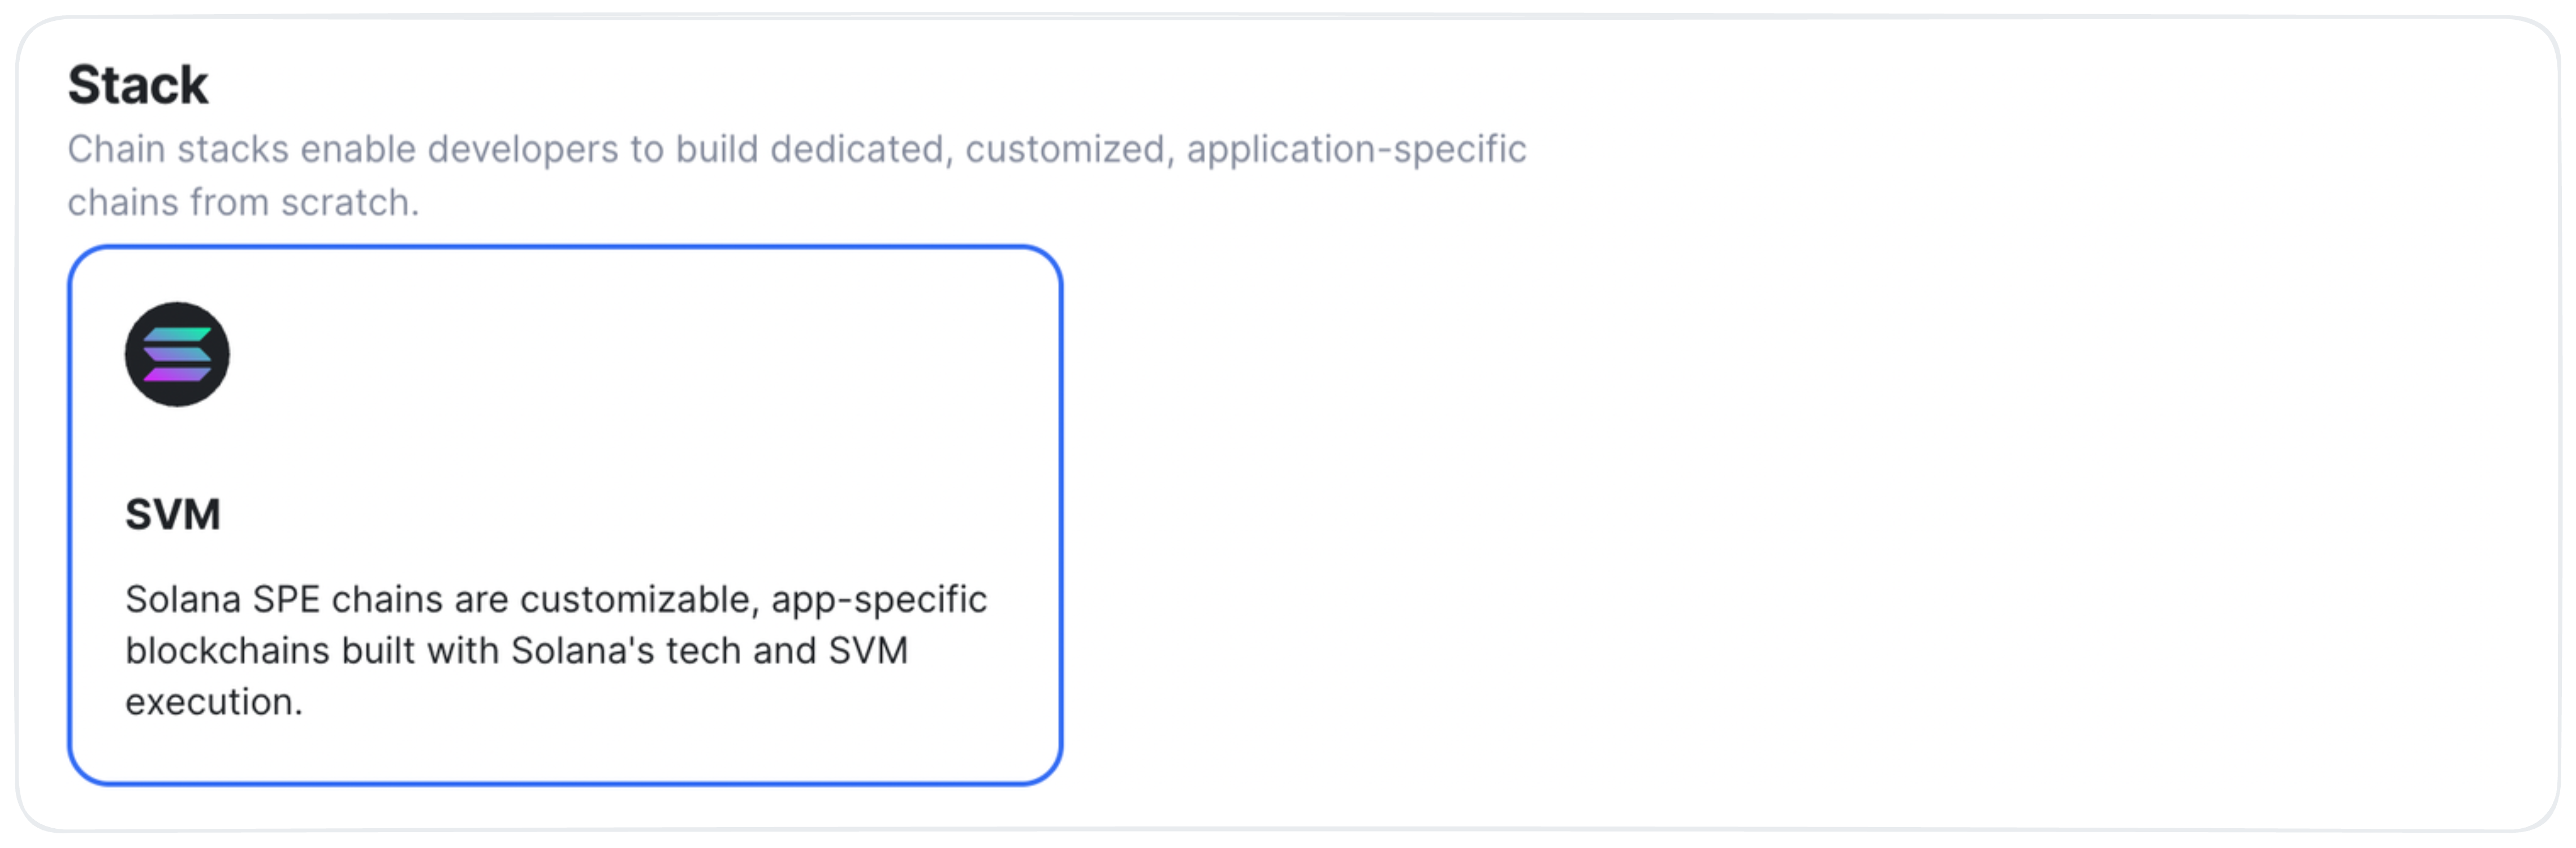 Stack
Chain stacks enable developers to build dedicated, customized, application-specific
chains from scratch.
SVM
Solana SPE chains are customizable, app-specific
blockchains built with Solana's tech and SVM
execution.